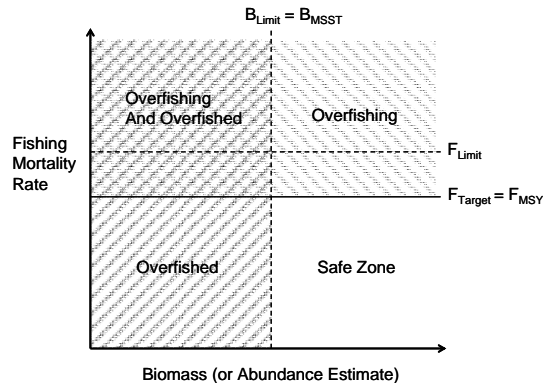 B_Limit = B_MSST
Overfishing
And Overfished
Overfishing
Fishing
Mortality
Rate
F_Limit
F_Target = F_MSY
Overfished
Safe Zone
Biomass (or Abundance Estimate)